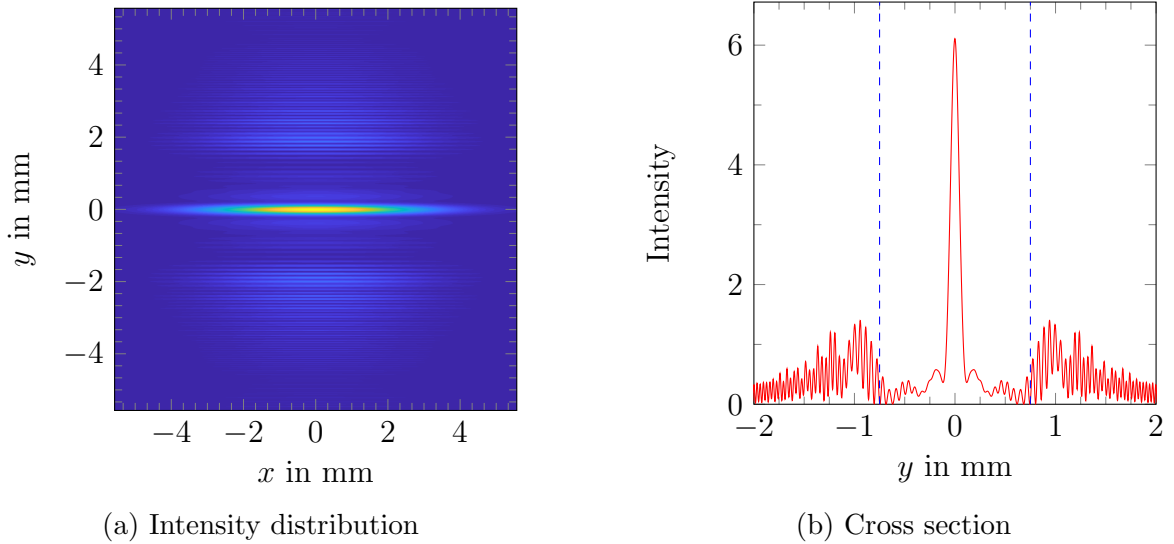 4
2
0
−2
−4
y in mm
−4 −2 0 2 4
x in mm
(a) Intensity distribution
6
4
2
0
Intensity
−2 −1 0 1 2
y in mm
(b) Cross section